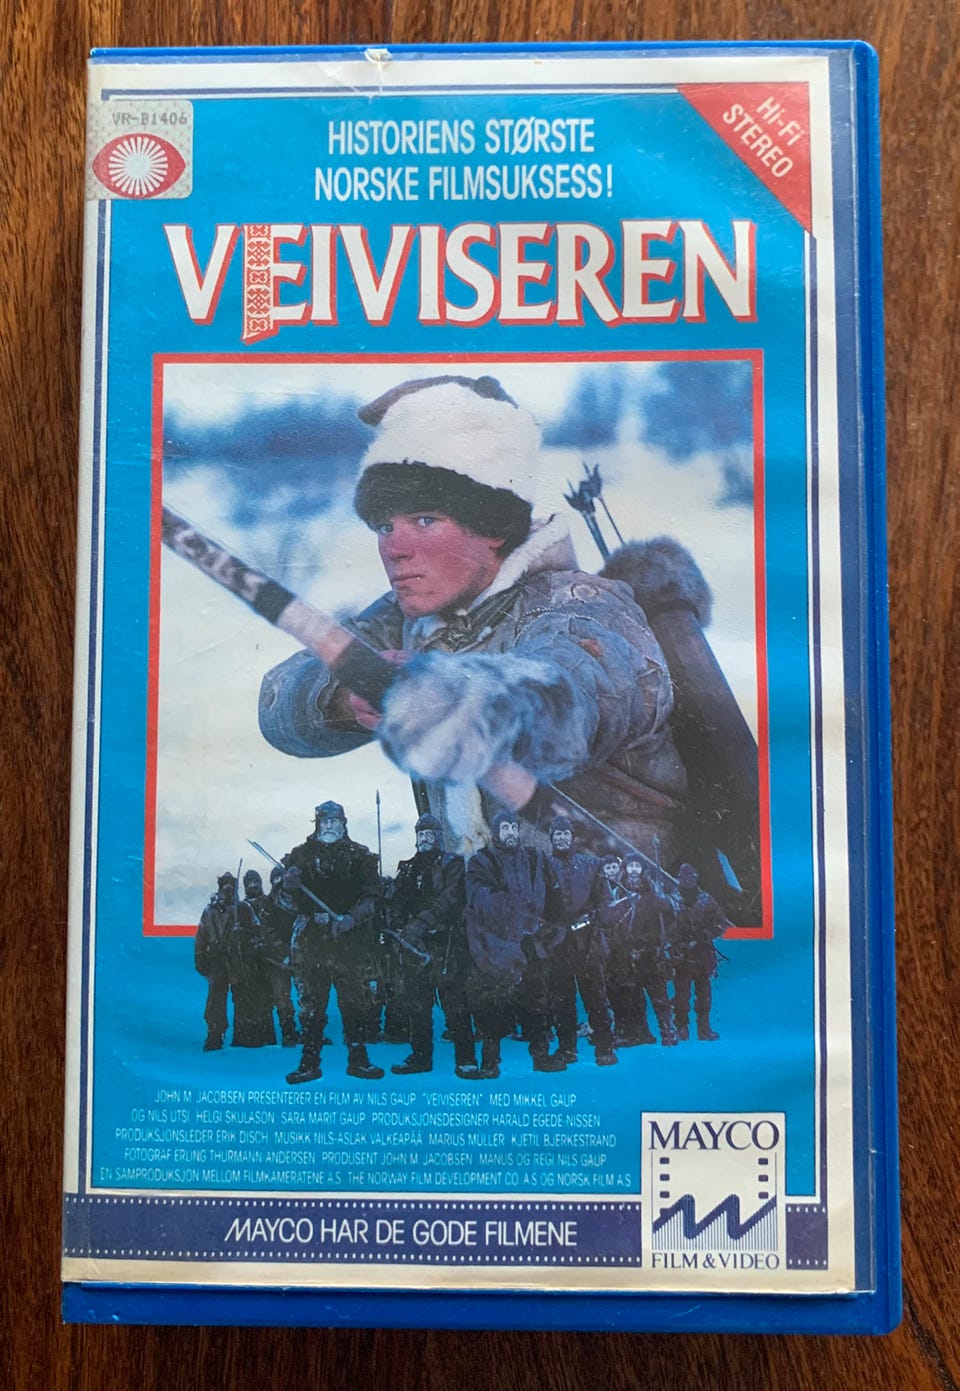 VR-B1406
Hi-Fi
STEREO
HISTORIENS STØRSTE
NORSKE FILMSUKSESS!
VEIVISEREN
JOHN M JACOBSEN PRESENTERER EN FILM AV NILS GAUP "VEIVISEREN" MED MIKKEL GAUP
OG NILS UTSI HELGI SKULASON SARA MARIT GAUP PRODUKSJONSDESIGNER HARALD EGEDE-NISSEN
PRODUKSJONSLEDER ERIK DISCH MUSIKK NILS-ASLAK VALKEAPÄÄ MARIUS MÜLLER KJETIL BJERKESTRAND
FOTOGRAF ERLING THURMANN-ANDERSEN PRODUSENT JOHN M JACOBSEN MANUS OG REGI NILS GAUP
EN SAMPRODUKSJON MELLOM FILMKAMERATENE A.S THE NORWAY FILM DEVELOPMENT CO. A.S OG NORSK FILM A.S
MAYCO HAR DE GODE FILMENE
MAYCO
FILM & VIDEO